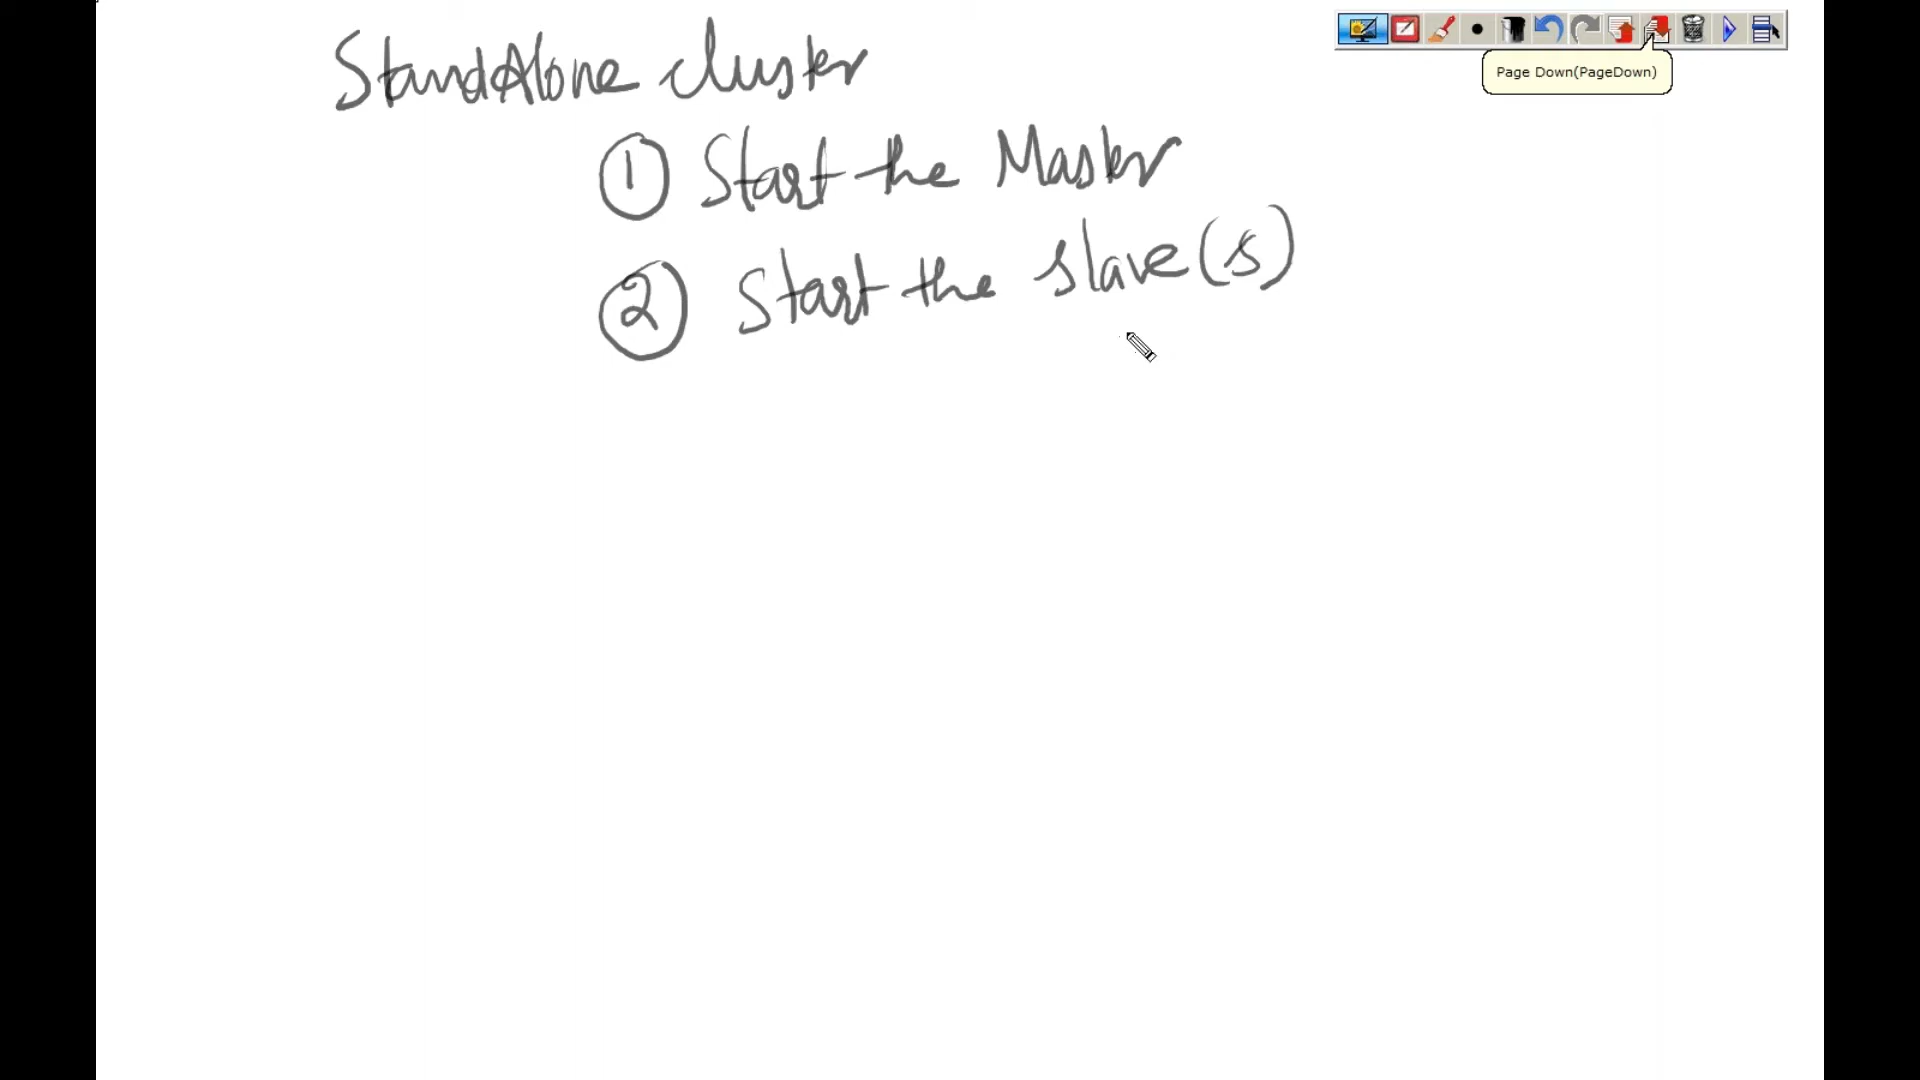 StandAlone cluster
① Start the Master
② Start the slave(s)
Page Down(PageDown)